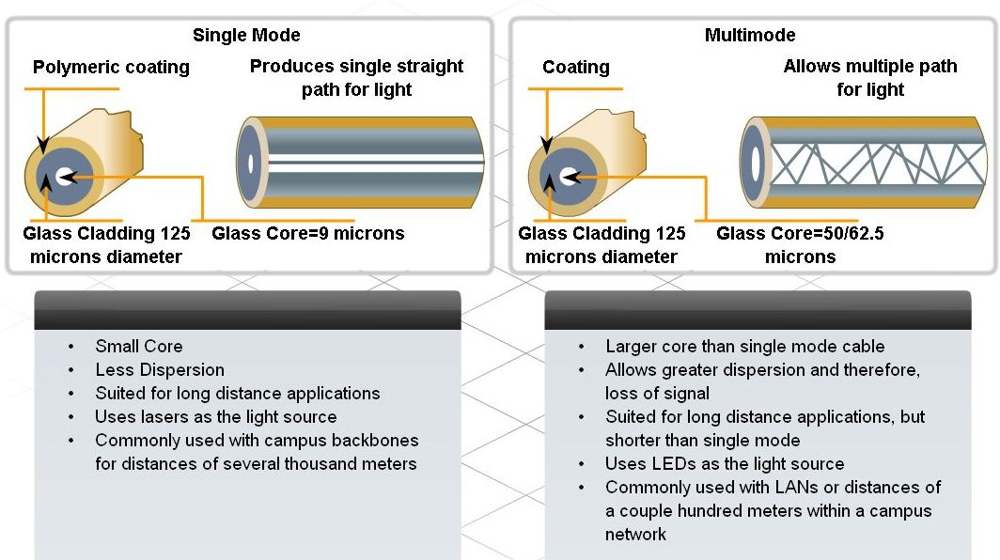 Single Mode
Polymeric coating
Produces single straight
path for light
Glass Cladding 125
microns diameter
Glass Core=9 microns
Multimode
Coating
Allows multiple path
for light
Glass Cladding 125
microns diameter
Glass Core=50/62.5
microns
• Small Core
• Less Dispersion
• Suited for long distance applications
• Uses lasers as the light source
• Commonly used with campus backbones
for distances of several thousand meters
• Larger core than single mode cable
• Allows greater dispersion and therefore,
loss of signal
• Suited for long distance applications, but
shorter than single mode
• Uses LEDs as the light source
• Commonly used with LANs or distances of
a couple hundred meters within a campus
network